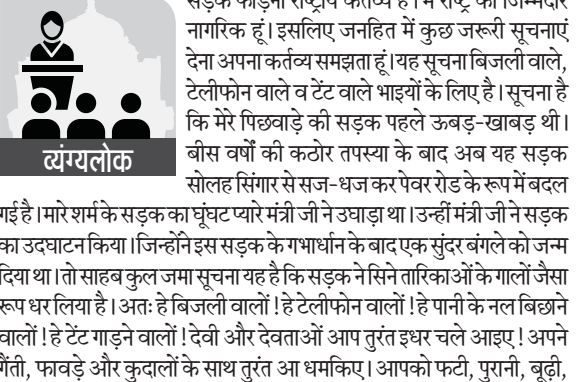 सड़क फोड़ना राष्ट्रीय कर्तव्य है। मैं राष्ट्र का जिम्मेदार
नागरिक हूं। इसलिए जनहित में कुछ जरूरी सूचनाएं
देना अपना कर्तव्य समझता हूं। यह सूचना बिजली वाले,
टेलीफोन वाले व टेंट वाले भाइयों के लिए है। सूचना है
कि मेरे पिछवाड़े की सड़क पहले ऊबड़-खाबड़ थी।
बीस वर्षों की कठोर तपस्या के बाद अब यह सड़क
व्यंग्यलोक
सोलह सिंगार से सज-धज कर पेवर रोड के रूप में बदल
गई है। मारे शर्म के सड़क का घूंघट प्यारे मंत्री जी ने उघाड़ा था। उन्हीं मंत्री जी ने सड़क
का उदघाटन किया। जिन्होंने इस सड़क के गभार्धान के बाद एक सुंदर बंगले को जन्म
दिया था। तो साहब कुल जमा सूचना यह है कि सड़क ने सिने तारिकाओं के गालों जैसा
रूप धर लिया है। अतः हे बिजली वालों ! हे टेलीफोन वालों ! हे पानी के नल बिछाने
वालों ! हे टेंट गाड़ने वालों ! देवी और देवताओं आप तुरंत इधर चले आइए ! अपने
गैंती, फावड़े और कुदालों के साथ तुरंत आ धमकिए। आपको फटी, पुरानी, बूढ़ी,